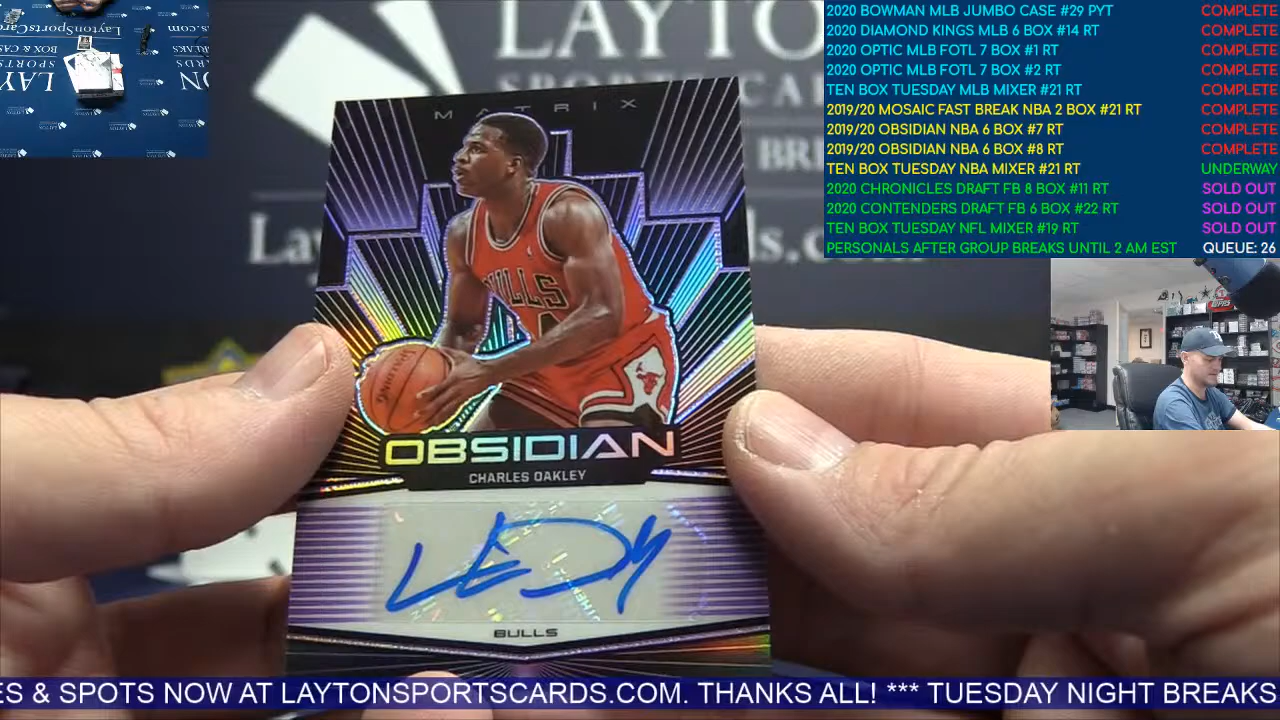 2020 BOWMAN MLB JUMBO CASE #29 PYT COMPLETE
2020 DIAMOND KINGS MLB 6 BOX #14 RT COMPLETE
2020 OPTIC MLB FOTL 7 BOX #1 RT COMPLETE
2020 OPTIC MLB FOTL 7 BOX #2 RT COMPLETE
TEN BOX TUESDAY MLB MIXER #21 RT COMPLETE
2019/20 MOSAIC FAST BREAK NBA 2 BOX #21 RT COMPLETE
2019/20 OBSIDIAN NBA 6 BOX #7 RT COMPLETE
2019/20 OBSIDIAN NBA 6 BOX #8 RT COMPLETE
TEN BOX TUESDAY NBA MIXER #21 RT UNDERWAY
2020 CHRONICLES DRAFT FB 8 BOX #11 RT SOLD OUT
2020 CONTENDERS DRAFT FB 6 BOX #22 RT SOLD OUT
TEN BOX TUESDAY NFL MIXER #19 RT SOLD OUT
PERSONALS AFTER GROUP BREAKS UNTIL 2 AM EST QUEUE: 26
LAYTO
MATRIX
BULLS
SPALDING
OBSIDIAN
CHARLES OAKLEY
BULLS
ES & SPOTS NOW AT LAYTONSPORTSCARDS.COM. THANKS ALL! *** TUESDAY NIGHT BREAKS